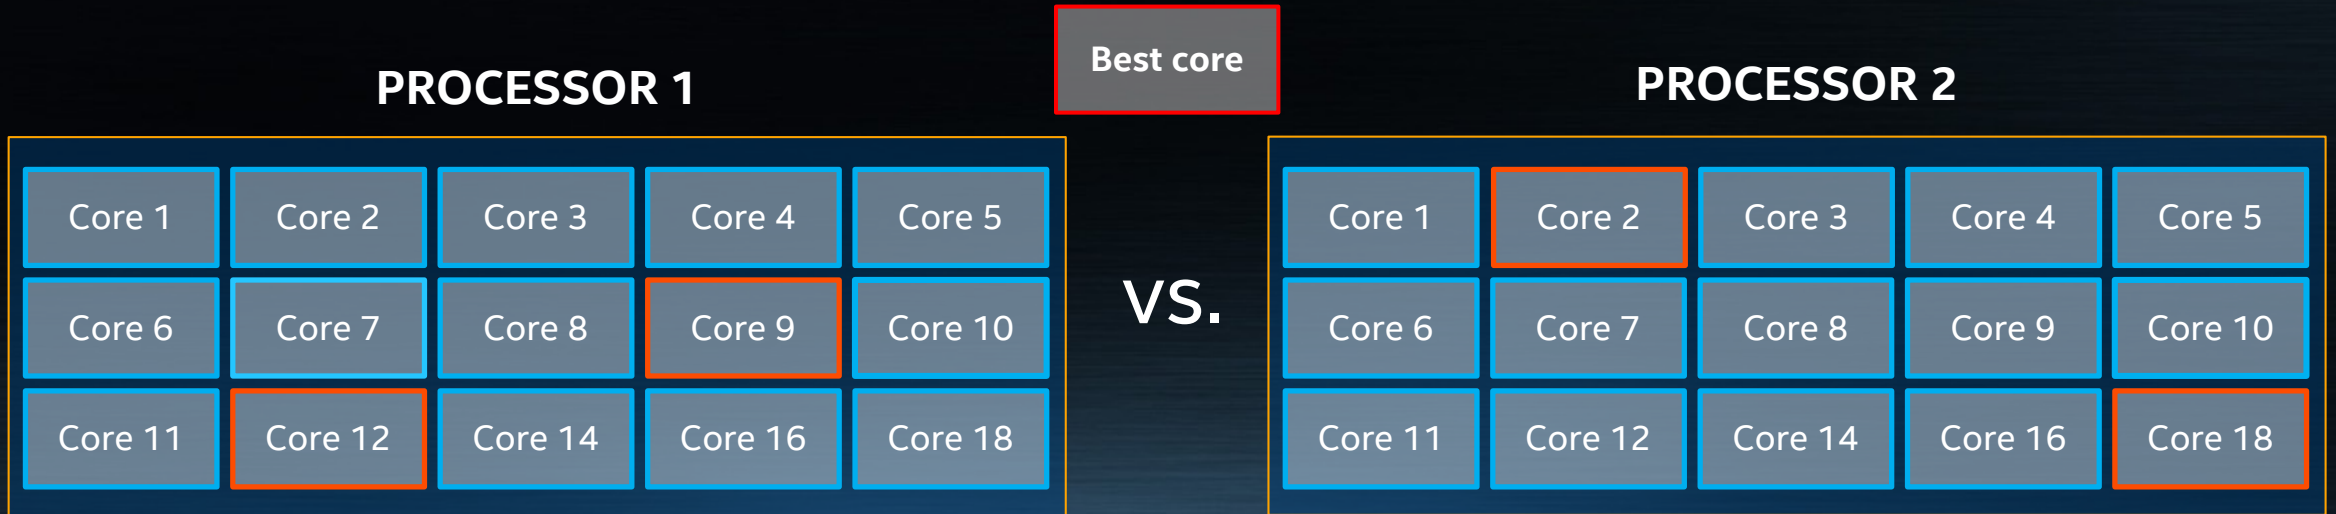 Best core
PROCESSOR 1
PROCESSOR 2
Core 1 Core 2 Core 3 Core 4 Core 5
Core 6 Core 7 Core 8 Core 9 Core 10
Core 11 Core 12 Core 14 Core 16 Core 18
vs.
Core 1 Core 2 Core 3 Core 4 Core 5
Core 6 Core 7 Core 8 Core 9 Core 10
Core 11 Core 12 Core 14 Core 16 Core 18